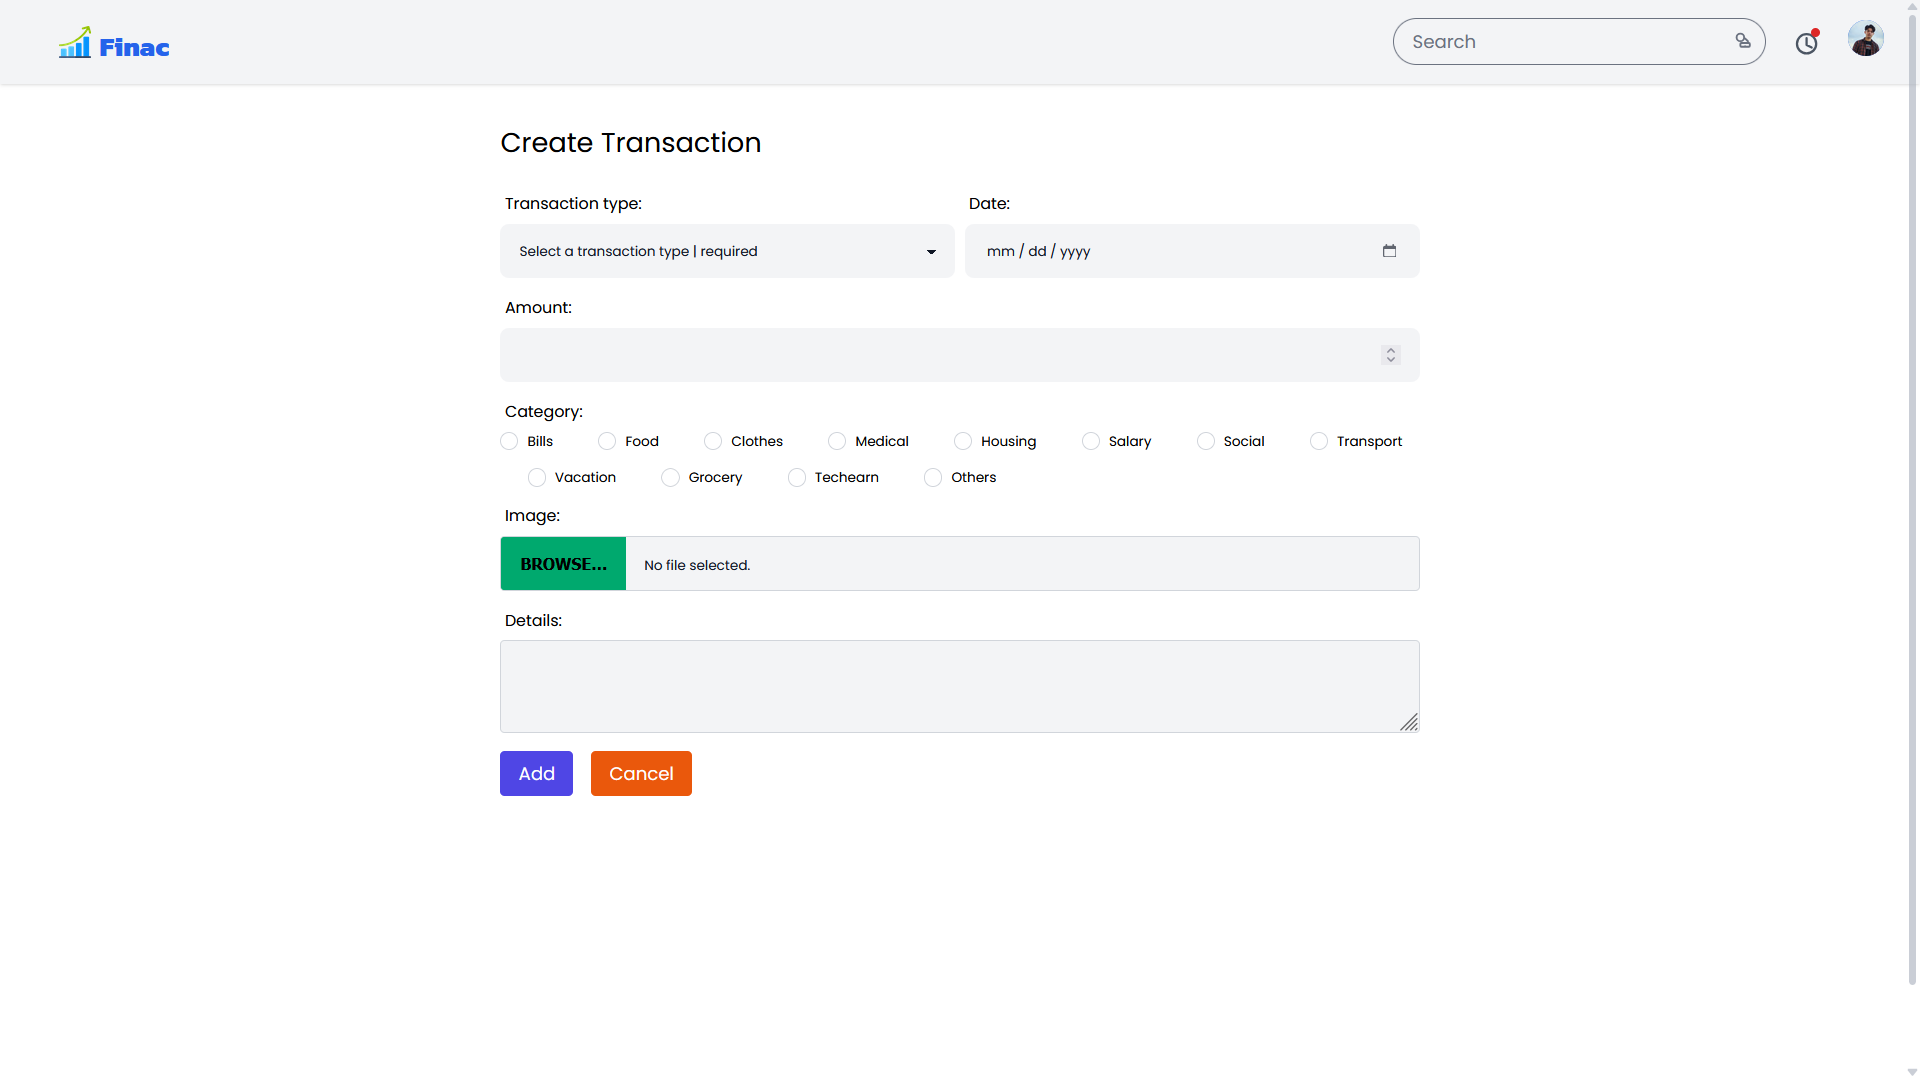 Finac
Search
Create Transaction
Transaction type: Date:
Select a transaction type | required mm / dd / yyyy
Amount:
Category:
Bills Food Clothes Medical Housing Salary Social Transport
Vacation Grocery Techearn Others
Image:
BROWSE... No file selected.
Details:
Add Cancel